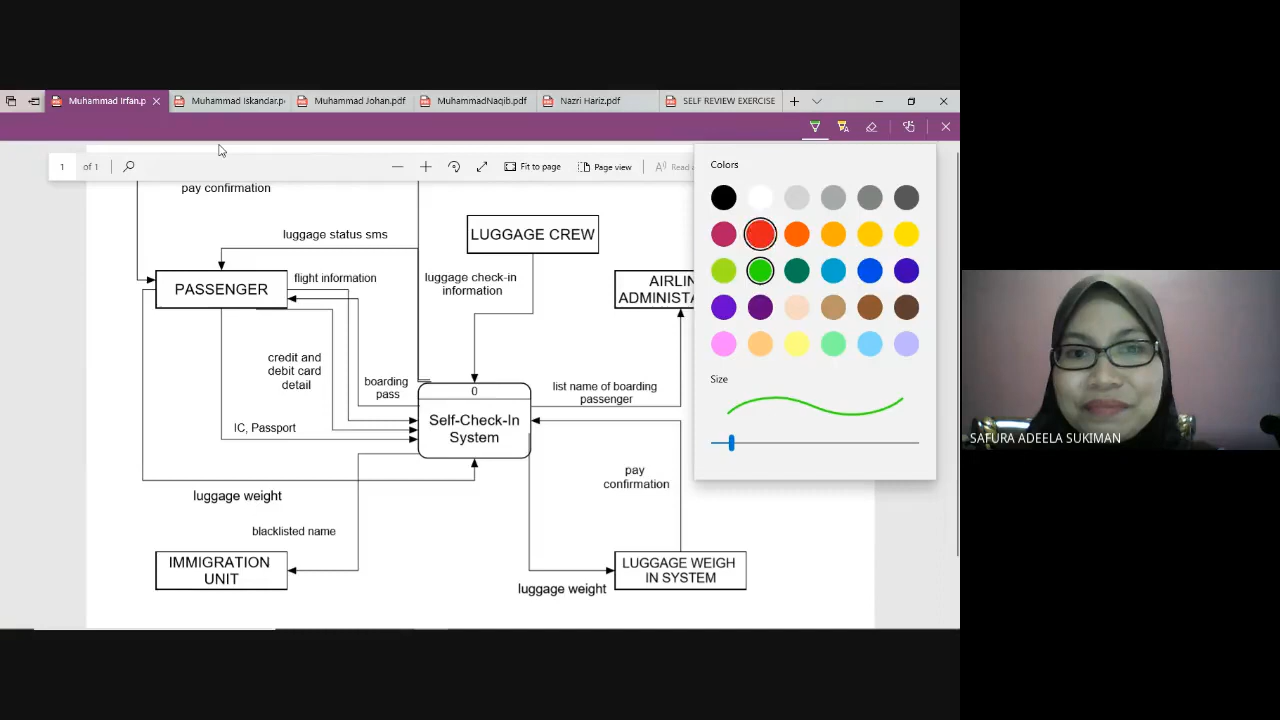 Muhammad Irfan.p
Muhammad Iskandar.p
Muhammad Johan.pdf
MuhammadNaqib.pdf
Nazri Hariz.pdf
SELF REVIEW EXERCISE
1
of 1
Fit to page
Page view
Read a
Colors
Size
pay confirmation
luggage status sms
LUGGAGE CREW
PASSENGER
flight information
luggage check-in
information
AIRLIN
ADMINISTA
credit and
debit card
detail
boarding
pass
0
Self-Check-In
System
list name of boarding
passenger
IC, Passport
pay
confirmation
luggage weight
blacklisted name
IMMIGRATION
UNIT
LUGGAGE WEIGH
IN SYSTEM
luggage weight
SAFURA ADEELA SUKIMAN